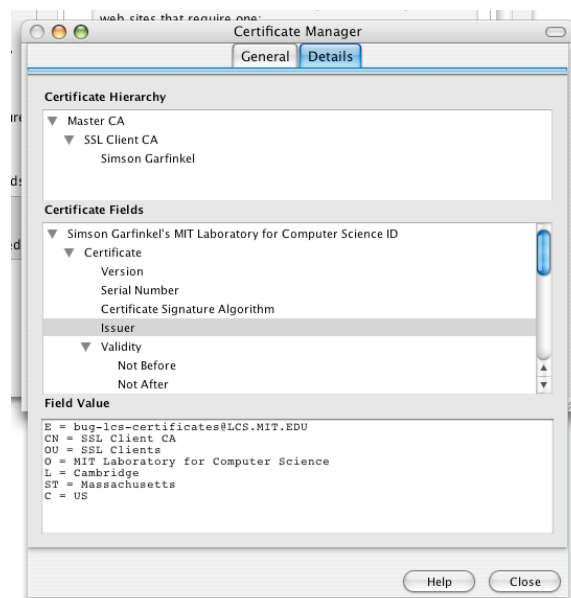 web sites that require one:
Certificate Manager
General Details
Certificate Hierarchy
Master CA
SSL Client CA
Simson Garfinkel
Certificate Fields
Simson Garfinkel's MIT Laboratory for Computer Science ID
Certificate
Version
Serial Number
Certificate Signature Algorithm
Issuer
Validity
Not Before
Not After
Field Value
E = bug-lcs-certificates@LCS.MIT.EDU
CN = SSL Client CA
OU = SSL Clients
O = MIT Laboratory for Computer Science
L = Cambridge
ST = Massachusetts
C = US
Help Close